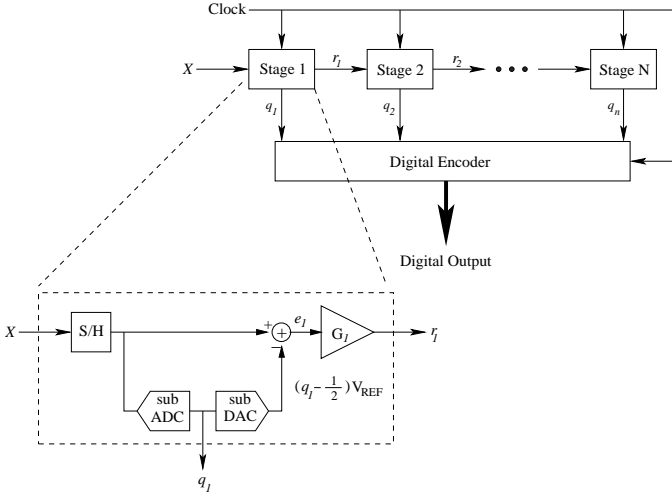 Clock
X
Stage 1
r1
Stage 2
r2
Stage N
q1
q2
qn
Digital Encoder
Digital Output
X
S/H
+
+
−
e1
G1
r1
(q1 − 1/2) VREF
sub
ADC
sub
DAC
q1